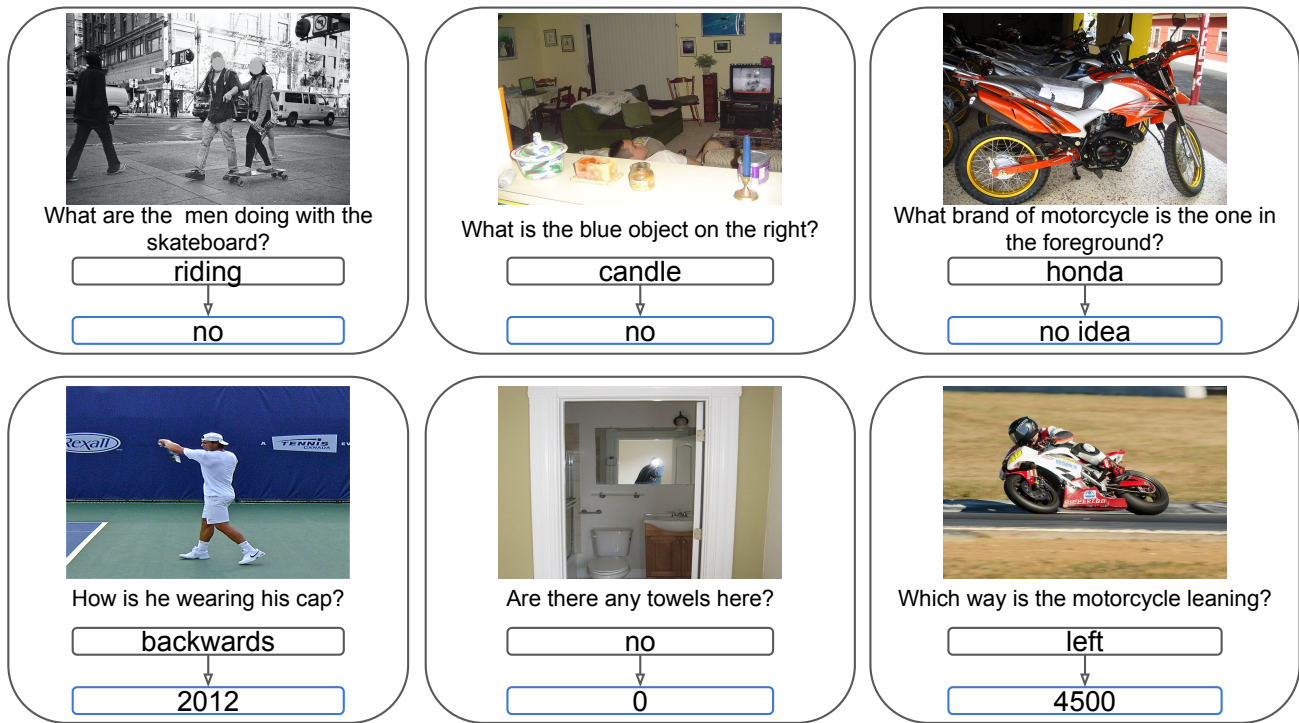 What are the  men doing with the
skateboard?
riding
no
What is the blue object on the right?
candle
no
What brand of motorcycle is the one in
the foreground?
honda
no idea
Rexall
A TENNIS EV
CANADA
How is he wearing his cap?
backwards
2012
Are there any towels here?
no
0
Which way is the motorcycle leaning?
left
4500